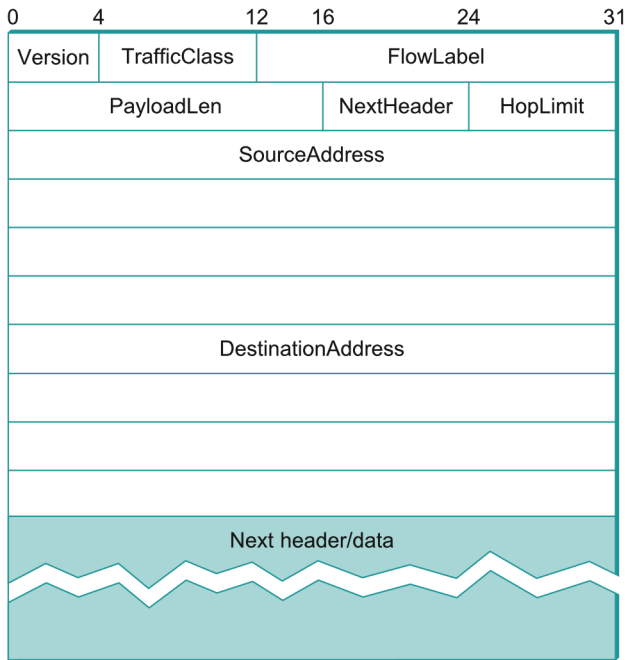 0 4 12 16 24 31
Version TrafficClass FlowLabel
PayloadLen NextHeader HopLimit
SourceAddress
DestinationAddress
Next header/data